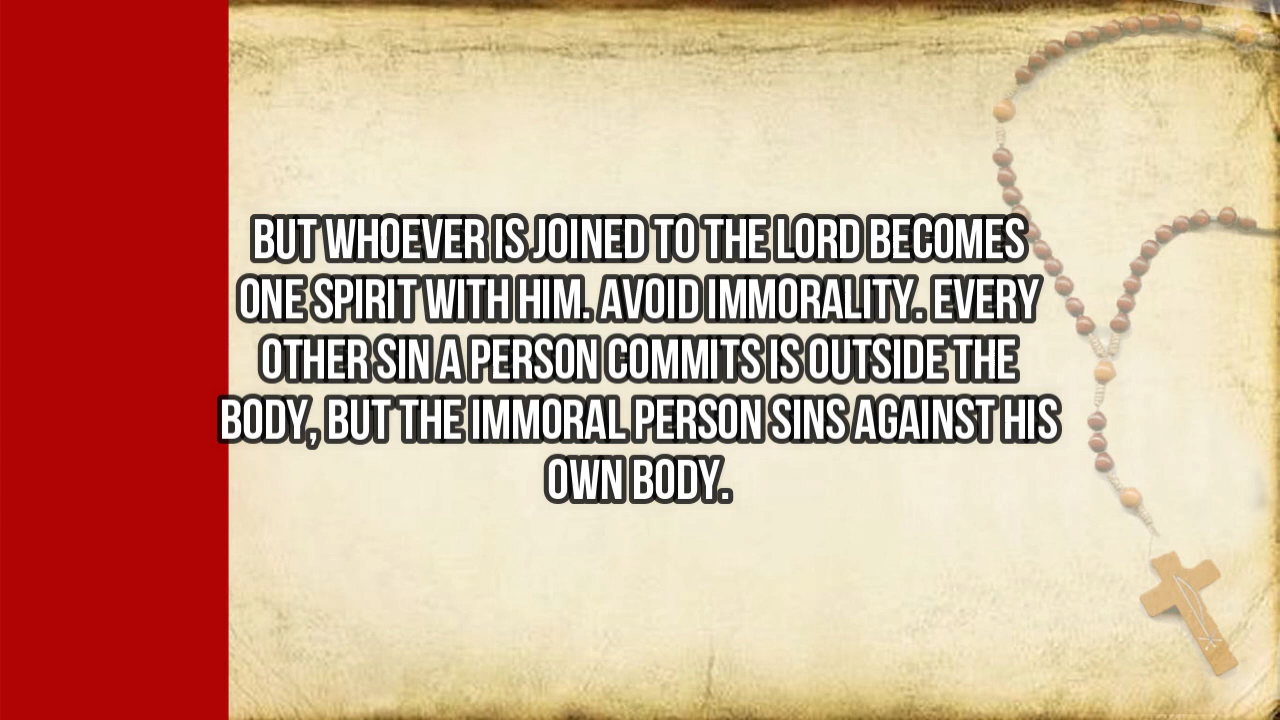 BUT WHOEVER IS JOINED TO THE LORD BECOMES
ONE SPIRIT WITH HIM. AVOID IMMORALITY. EVERY
OTHER SIN A PERSON COMMITS IS OUTSIDE THE
BODY, BUT THE IMMORAL PERSON SINS AGAINST HIS
OWN BODY.